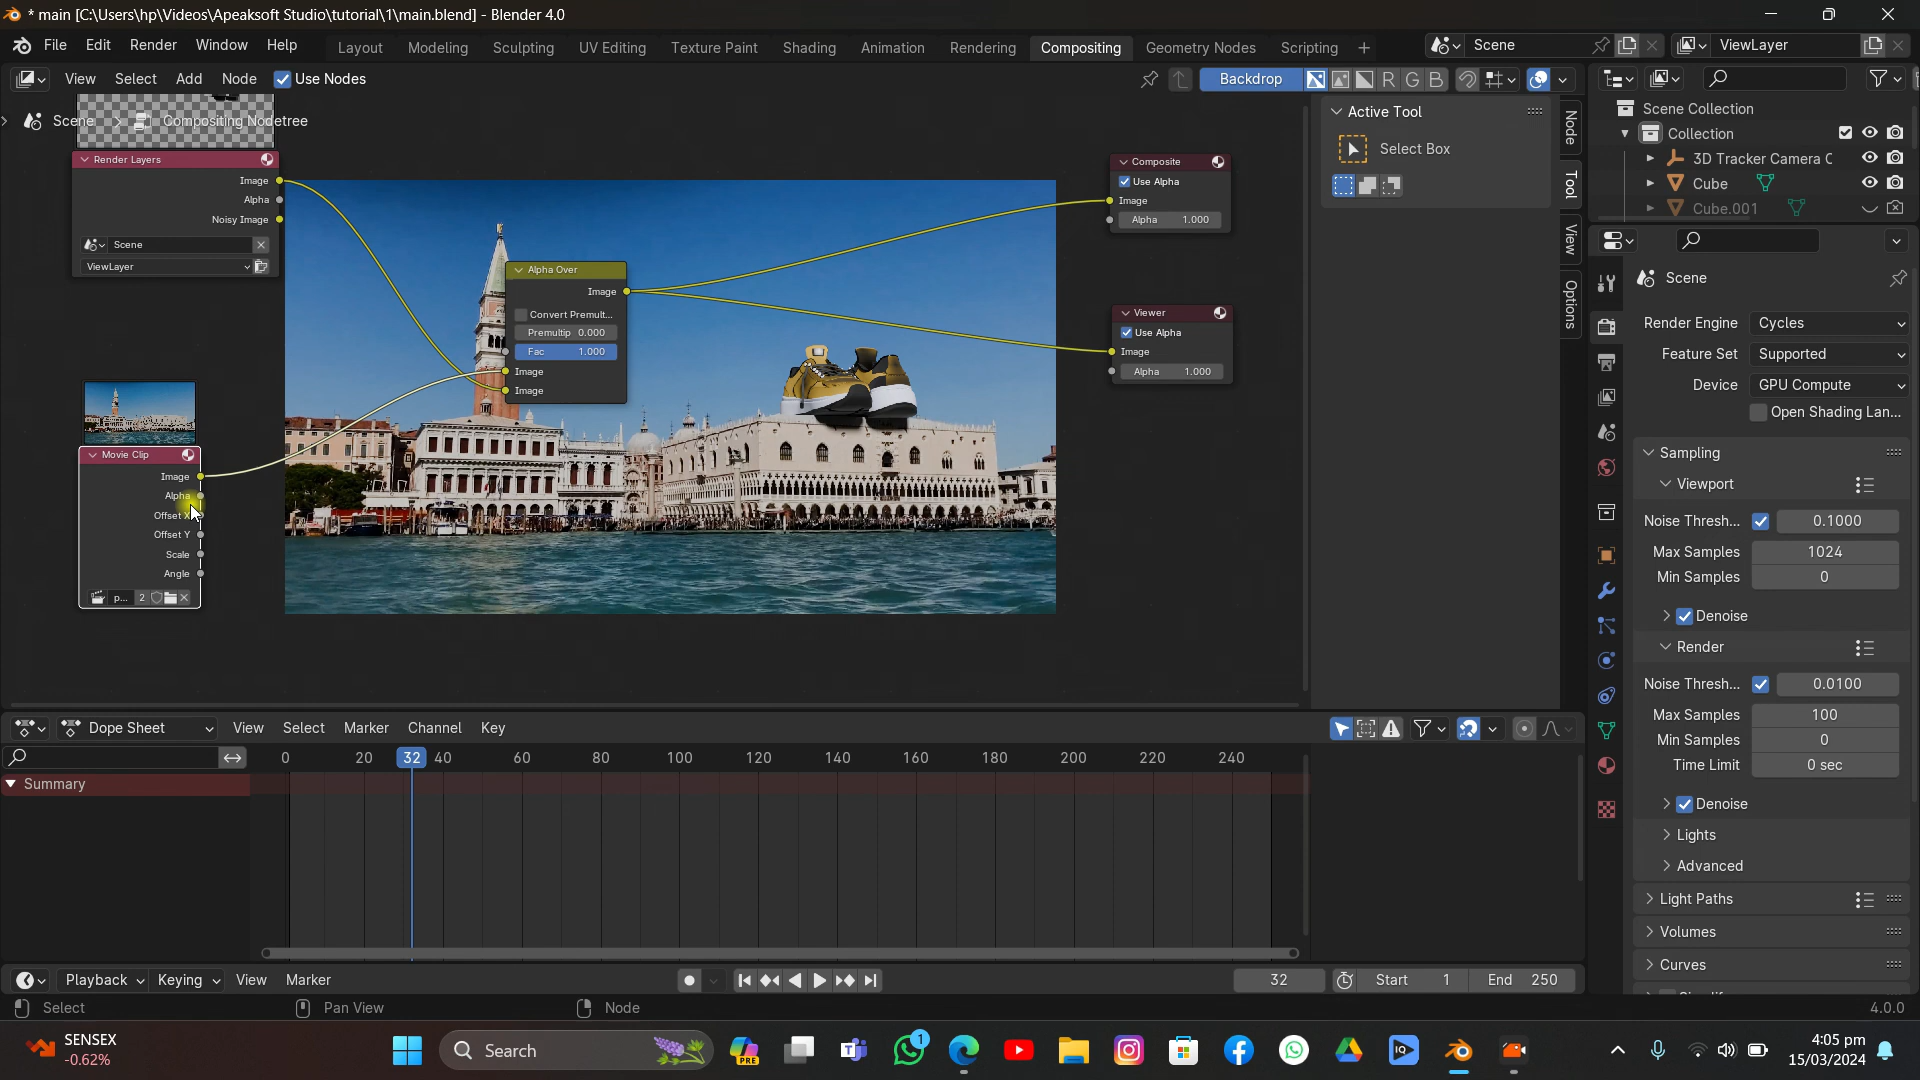 * main [C:\Users\hp\Videos\Apeaksoft Studio\tutorial\1\main.blend] - Blender 4.0
File Edit Render Window Help
Layout Modeling Sculpting UV Editing Texture Paint Shading Animation Rendering Compositing Geometry Nodes Scripting +
Scene
ViewLayer
View Select Add Node Use Nodes
Backdrop
R G B
Scene > Compositing Nodetree
Render Layers
Image
Alpha
Noisy Image
Scene
ViewLayer
Alpha Over
Image
Convert Premult...
Premultip 0.000
Fac 1.000
Image
Image
Composite
Use Alpha
Image
Alpha 1.000
Viewer
Use Alpha
Image
Alpha 1.000
Movie Clip
Image
Alpha
Offset X
Offset Y
Scale
Angle
p... 2
Active Tool
Select Box
Node
Tool
View
Options
Scene Collection
Collection
3D Tracker Camera C
Cube
Cube.001
Scene
Render Engine Cycles
Feature Set Supported
Device GPU Compute
Open Shading Lan...
Sampling
Viewport
Noise Thresh... 0.1000
Max Samples 1024
Min Samples 0
Denoise
Render
Noise Thresh... 0.0100
Max Samples 100
Min Samples 0
Time Limit 0 sec
Denoise
Lights
Advanced
Light Paths
Volumes
Curves
Dope Sheet View Select Marker Channel Key
0 20 32 40 60 80 100 120 140 160 180 200 220 240
Summary
Playback Keying View Marker
32 Start 1 End 250
Select Pan View Node 4.0.0
SENSEX
-0.62%
Search
PRE
1
IQ
4:05 pm
15/03/2024